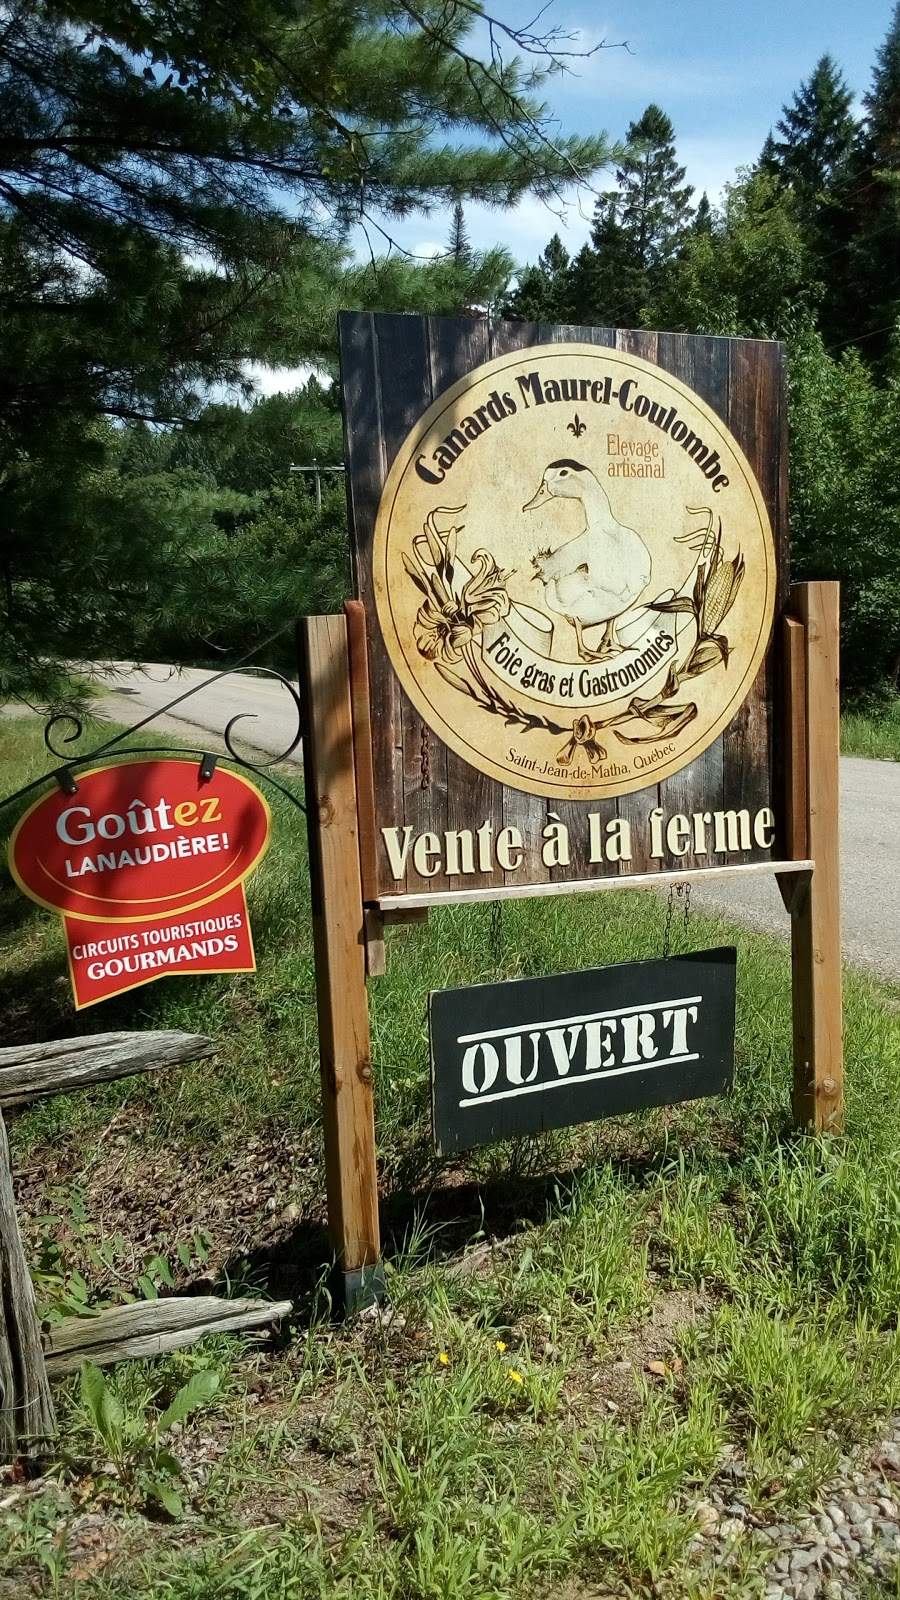 Canards Maurel-Coulombe
Elevage
artisanal
Foie gras et Gastronomies
Saint-Jean-de-Matha, Québec
Vente à la ferme
OUVERT
Goûtez
LANAUDIÈRE!
CIRCUITS TOURISTIQUES
GOURMANDS